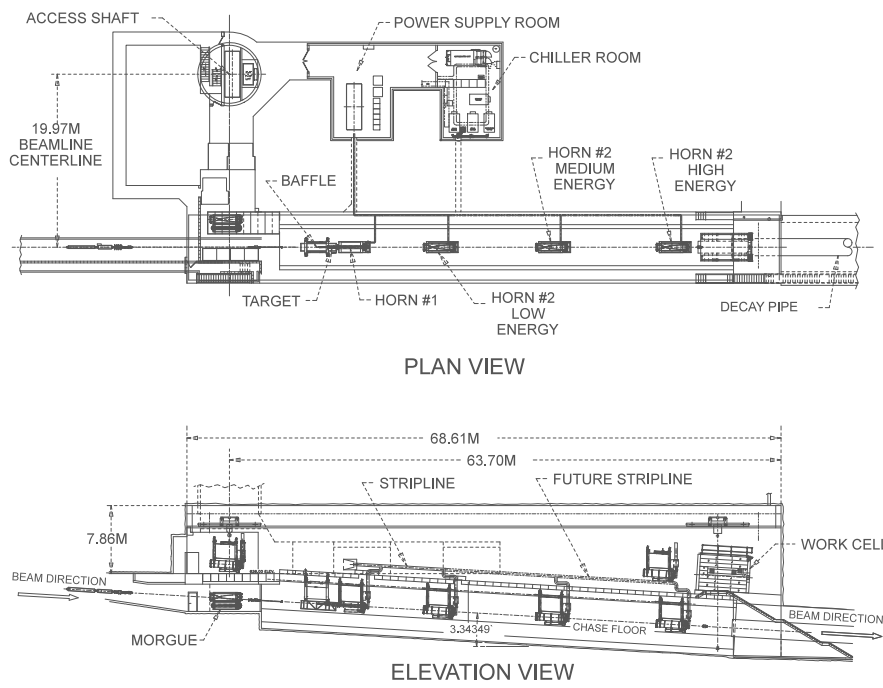 ACCESS SHAFT
POWER SUPPLY ROOM
CHILLER ROOM
19.97M
BEAMLINE
CENTERLINE
BAFFLE
HORN #2
MEDIUM
ENERGY
HORN #2
HIGH
ENERGY
TARGET
HORN #1
HORN #2
LOW
ENERGY
DECAY PIPE
PLAN VIEW
68.61M
63.70M
STRIPLINE
FUTURE STRIPLINE
7.86M
WORK CELL
BEAM DIRECTION
BEAM DIRECTION
MORGUE
3.34349'
CHASE FLOOR
ELEVATION VIEW